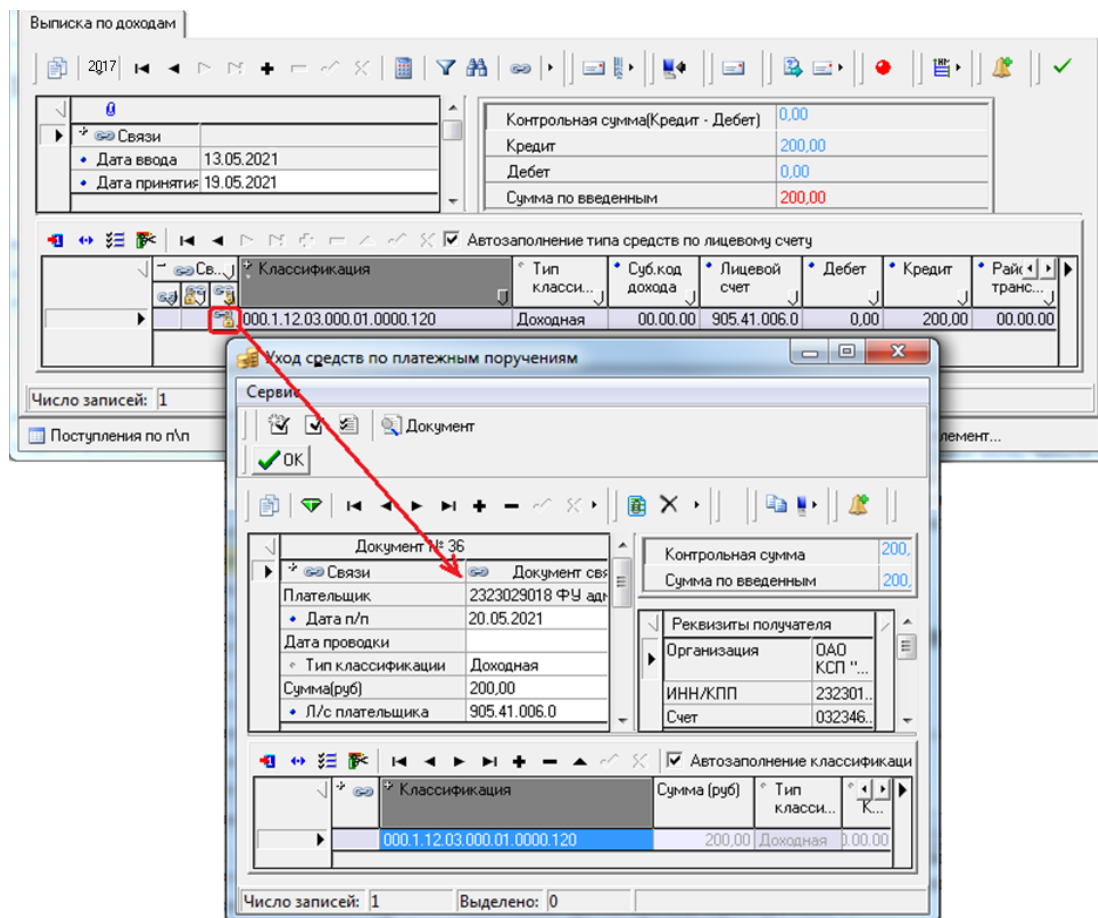 Выписка по доходам
2017
Связи
Дата ввода 13.05.2021
Дата принятия 19.05.2021
Контрольная сумма(Кредит - Дебет) 0,00
Кредит 200,00
Дебет 0,00
Сумма по введенным 200,00
Автозаполнение типа средств по лицевому счету
Св... Классификация Тип класси... Суб.код дохода Лицевой счет Дебет Кредит Райо транс...
000.1.12.03.000.01.0000.120 Доходная 00.00.00 905.41.006.0 0,00 200,00 00.00.00
Число записей: 1
Поступления по п\п
лемент...
Уход средств по платежным поручениям
Сервис
Документ
OK
Документ № 36
Связи Документ свя
Плательщик 2323029018 ФУ адм
Дата п/п 20.05.2021
Дата проводки
Тип классификации Доходная
Сумма(руб) 200,00
Л/с плательщика 905.41.006.0
Контрольная сумма 200,
Сумма по введенным 200,
Реквизиты получателя
Организация ОАО
КСП "...
ИНН/КПП 232301..
Счет 032346..
Автозаполнение классификаци
Классификация Сумма (руб) Тип класси... К...
000.1.12.03.000.01.0000.120 200,00 Доходная 0.00.00
Число записей: 1 Выделено: 0